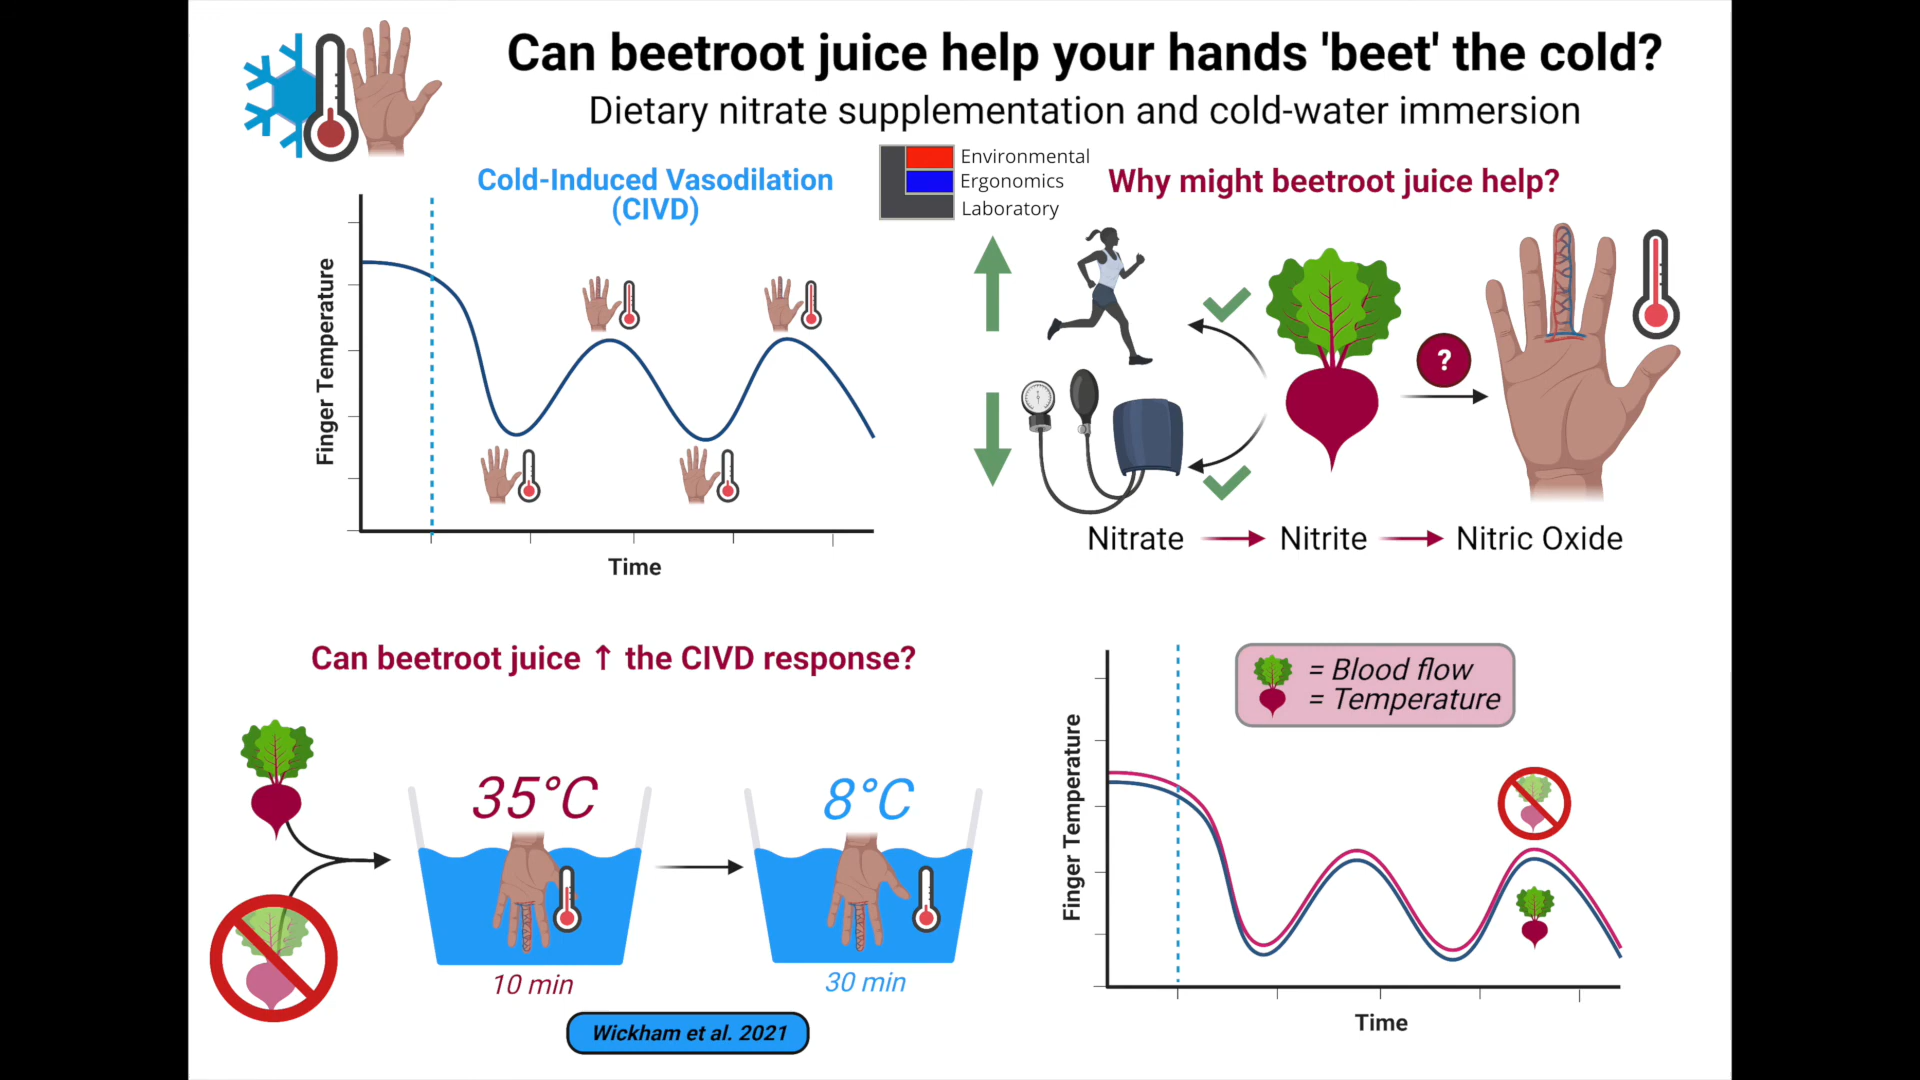 Can beetroot juice help your hands 'beet' the cold?
Dietary nitrate supplementation and cold-water immersion
Environmental
Ergonomics
Laboratory
Cold-Induced Vasodilation
(CIVD)
Finger Temperature
Time
Why might beetroot juice help?
?
Nitrate
Nitrite
Nitric Oxide
Can beetroot juice ↑ the CIVD response?
35°C
10 min
8°C
30 min
Wickham et al. 2021
= Blood flow
= Temperature
Finger Temperature
Time